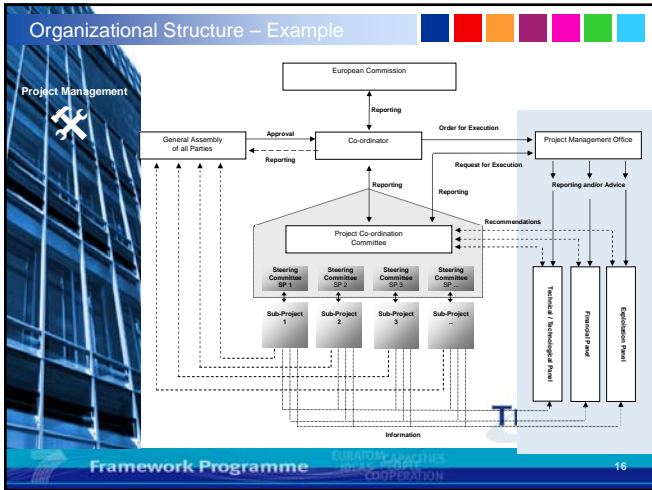 Organizational Structure – Example
Project Management
European Commission
Reporting
General Assembly
of all Parties
Approval
Reporting
Co-ordinator
Order for Execution
Request for Execution
Project Management Office
Reporting
Reporting
Reporting and/or Advice
Recommendations
Project Co-ordination
Committee
Steering
Committee
SP 1
Steering
Committee
SP 2
Steering
Committee
SP 3
Steering
Committee
SP ...
Sub-Project
1
Sub-Project
2
Sub-Project
3
Sub-Project
...
Technical / Technological Panel
Financial Panel
Exploitation Panel
Information
7
Framework Programme
EURATOM CAPACITIES
IDEAS PEOPLE
COOPERATION
16